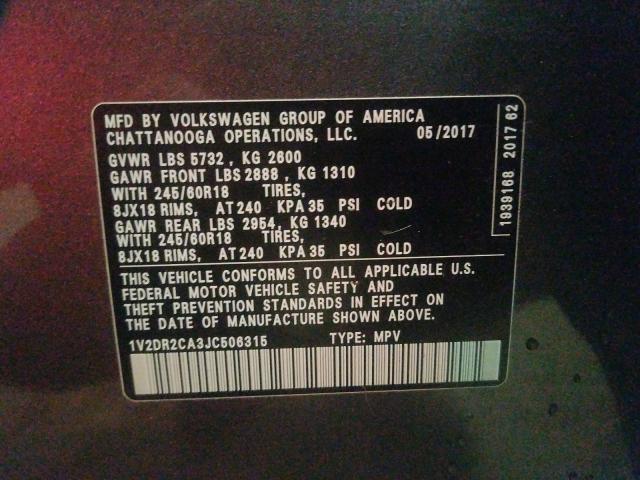 MFD BY VOLKSWAGEN GROUP OF AMERICA
CHATTANOOGA OPERATIONS, LLC. 05/2017
GVWR LBS 5732, KG 2600
GAWR FRONT LBS 2888, KG 1310
WITH 245/60R18 TIRES,
8JX18 RIMS, AT 240 KPA 35 PSI COLD
GAWR REAR LBS 2954, KG 1340
WITH 245/60R18 TIRES,
8JX18 RIMS, AT 240 KPA 35 PSI COLD
THIS VEHICLE CONFORMS TO ALL APPLICABLE U.S.
FEDERAL MOTOR VEHICLE SAFETY AND
THEFT PREVENTION STANDARDS IN EFFECT ON
THE DATE OF MANUFACTURE SHOWN ABOVE.
1V2DR2CA3JC506315 TYPE: MPV
1939168 2017 62